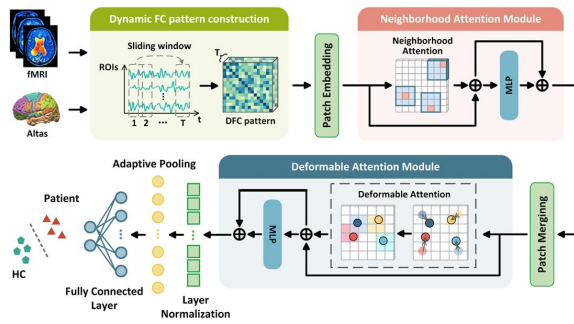 Dynamic FC pattern construction
Neighborhood Attention Module
Sliding window
ROIs
T
fMRI
Altas
1 2 ... T t
DFC pattern
Patch Embedding
Neighborhood
Attention
MLP
Deformable Attention Module
Adaptive Pooling
Deformable Attention
Patient
HC
MLP
Patch Merginng
Fully Connected
Layer
Layer
Normalization